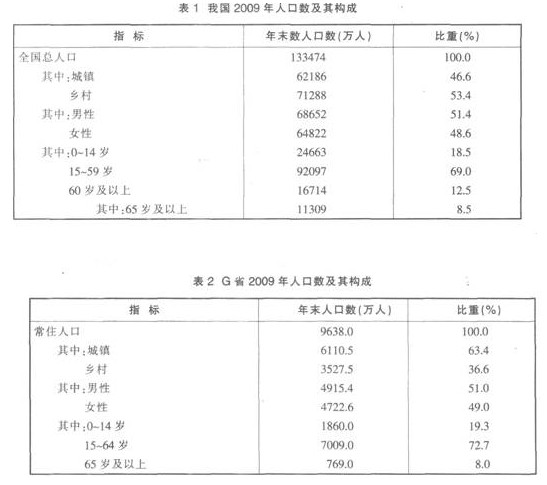 表 1 我国 2009 年人口数及其构成
指 标 年末数人口数(万人) 比重(%)
全国总人口 133474 100.0
其中:城镇 62186 46.6
乡村 71288 53.4
其中:男性 68652 51.4
女性 64822 48.6
其中:0~14 岁 24663 18.5
15~59 岁 92097 69.0
60 岁及以上 16714 12.5
其中:65 岁及以上 11309 8.5
表 2 G 省 2009 年人口数及其构成
指 标 年末人口数(万人) 比重(%)
常住人口 9638.0 100.0
其中:城镇 6110.5 63.4
乡村 3527.5 36.6
其中:男性 4915.4 51.0
女性 4722.6 49.0
其中:0~14 岁 1860.0 19.3
15~64 岁 7009.0 72.7
65 岁及以上 769.0 8.0